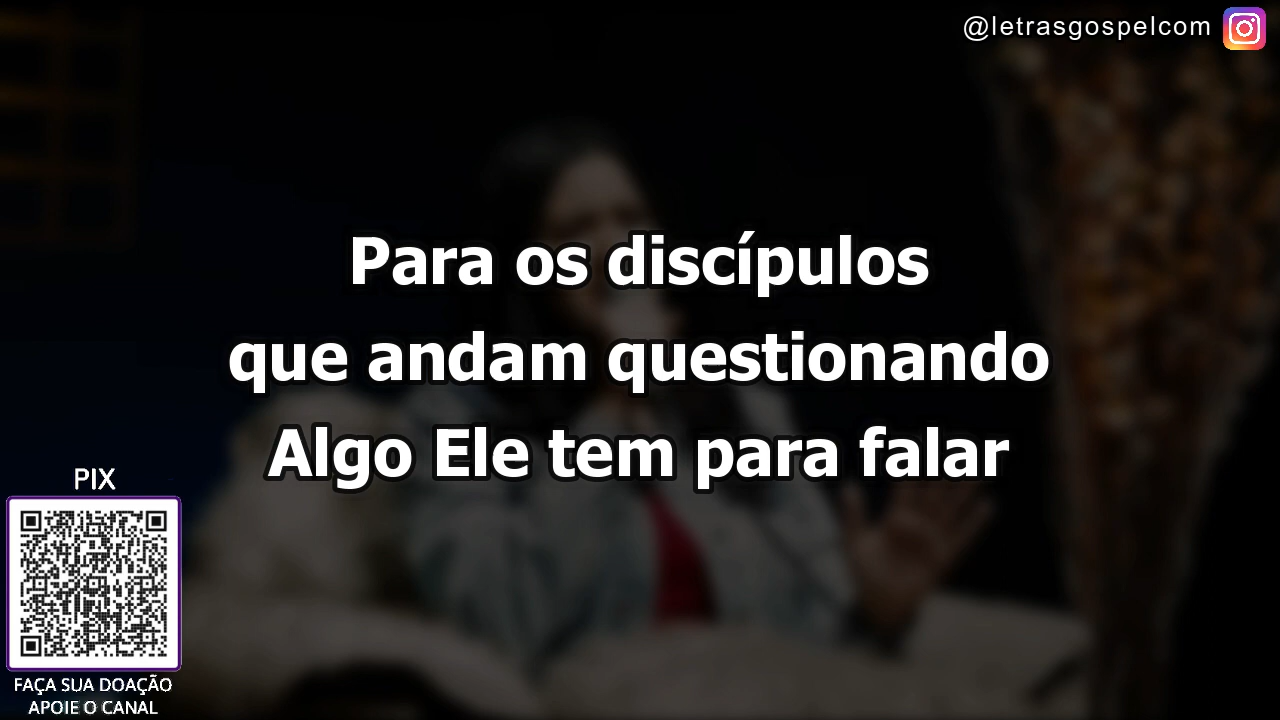 @letrasgospelcom
Para os discípulos
que andam questionando
Algo Ele tem para falar
PIX
FAÇA SUA DOAÇÃO
APOIE O CANAL